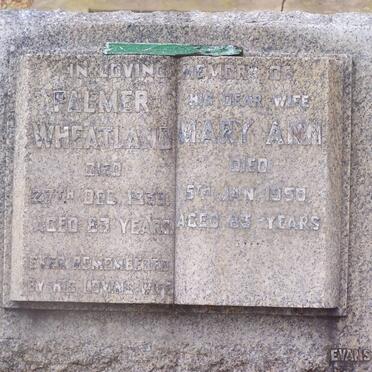 IN LOVING MEMORY OF
PALMER
WHEATLAND
DIED
27TH DEC. 1939
AGED 83 YEARS
EVER REMEMBERED
BY HIS LOVING WIFE
HIS DEAR WIFE
MARY ANN
DIED
5TH JAN. 1950
AGED 83 YEARS
EVANS